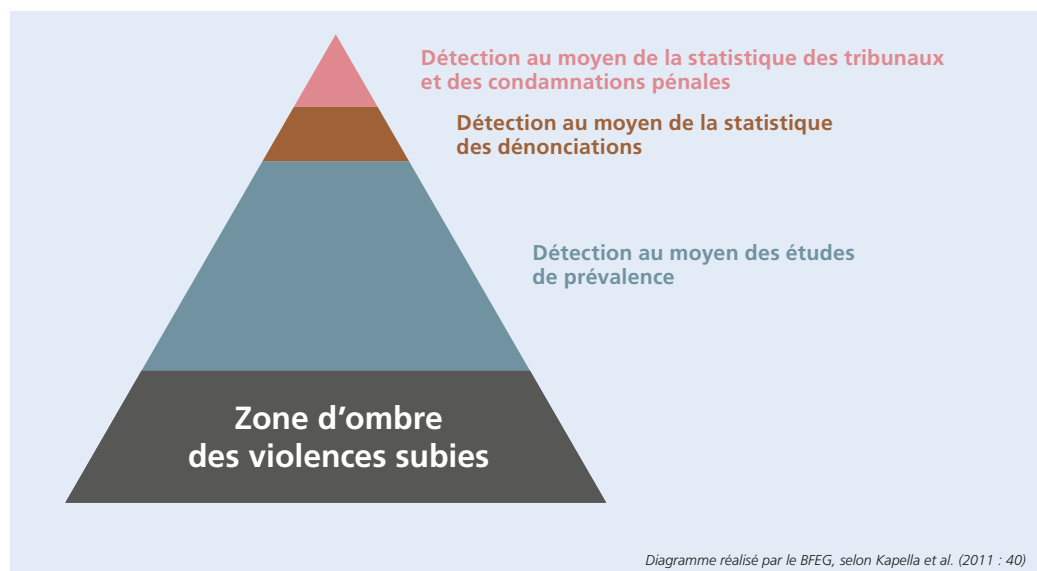 Détection au moyen de la statistique des tribunaux
et des condamnations pénales
Détection au moyen de la statistique
des dénonciations
Détection au moyen des études
de prévalence
Zone d’ombre
des violences subies
Diagramme réalisé par le BFEG, selon Kapella et al. (2011 : 40)